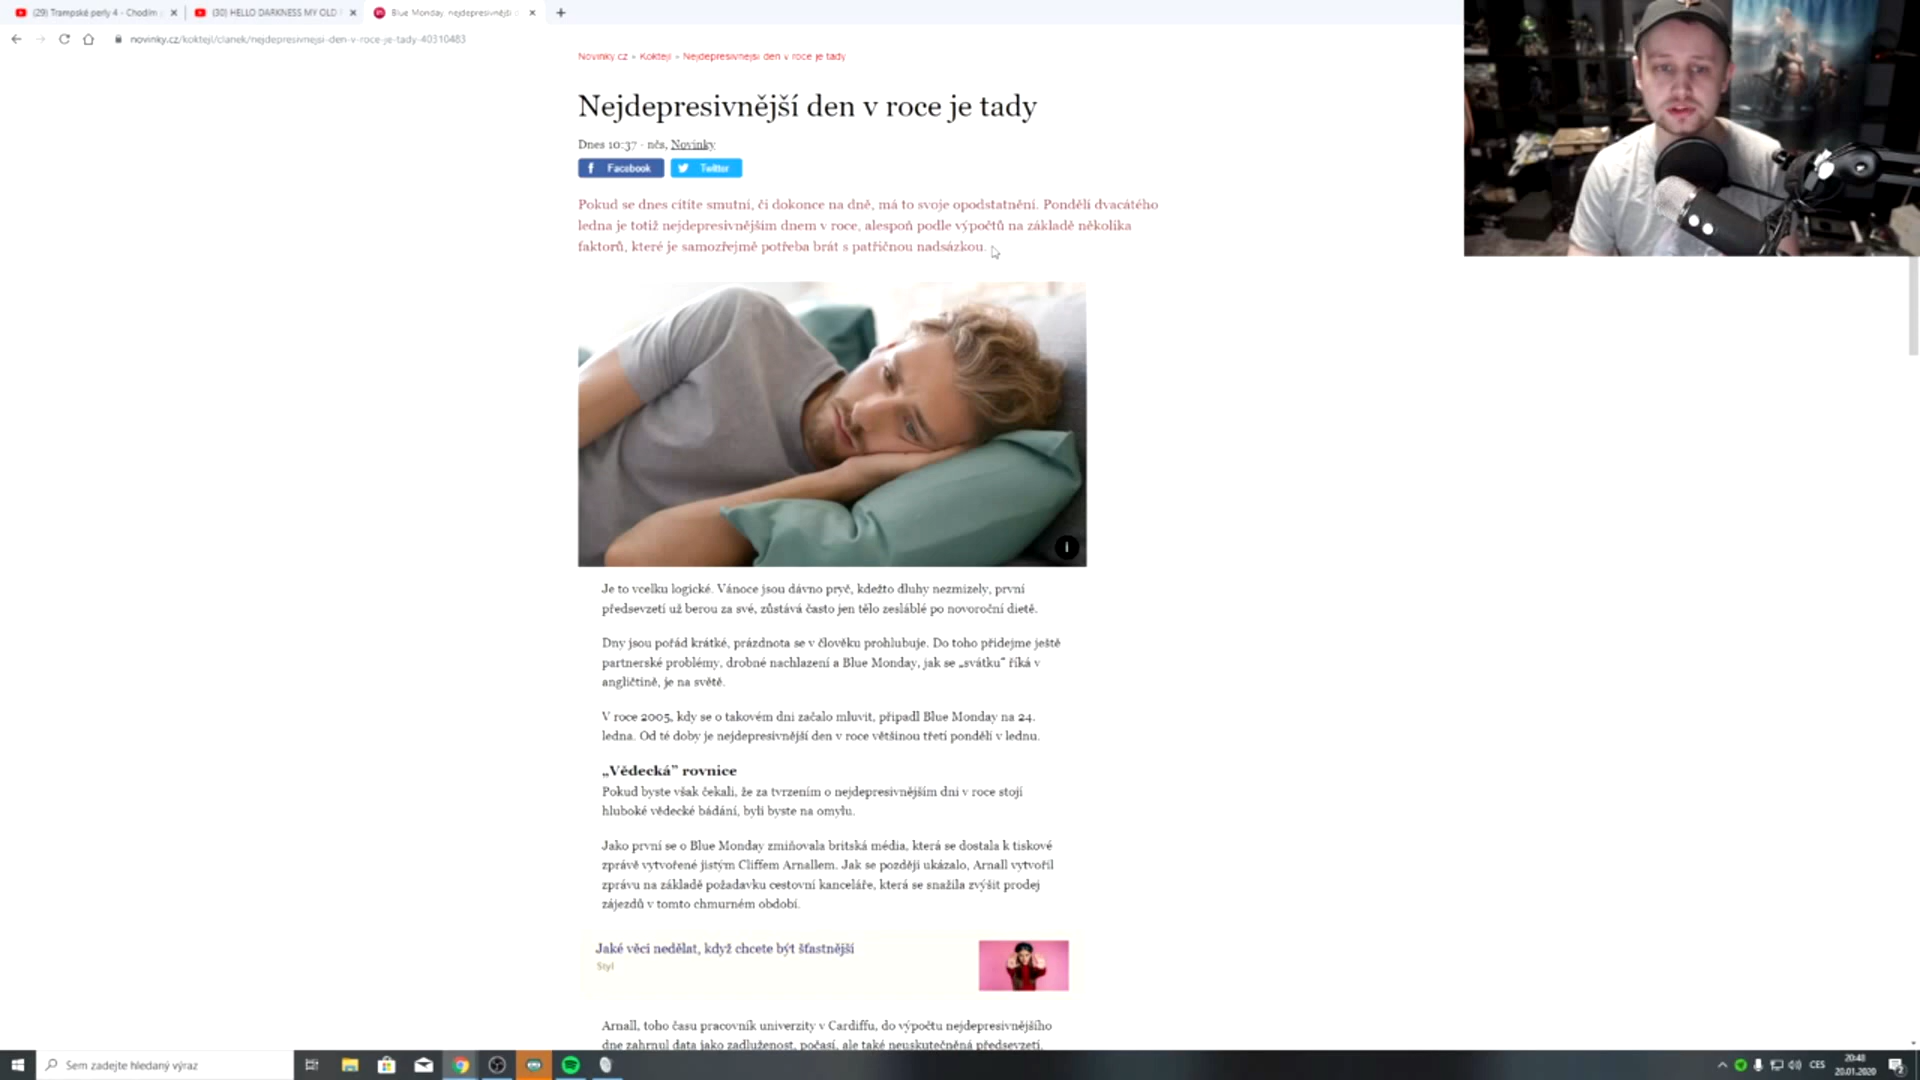 (29) Trampské perly 4 - Chodím
(30) HELLO DARKNESS MY OLD
Blue Monday: nejdepresivnější
novinky.cz/koktejl/clanek/nejdepresivnejsi-den-v-roce-je-tady-40310483
Novinky.cz » Koktejl » Nejdepresivnější den v roce je tady
Nejdepresivnější den v roce je tady
Dnes 10:37 - nčs, Novinky
Facebook Twitter
Pokud se dnes cítíte smutní, či dokonce na dně, má to svoje opodstatnění. Pondělí dvacátého
ledna je totiž nejdepresivnějším dnem v roce, alespoň podle výpočtů na základě několika
faktorů, které je samozřejmě potřeba brát s patřičnou nadsázkou.
Je to vcelku logické. Vánoce jsou dávno pryč, kdežto dluhy nezmizely, první
předsevzetí už berou za své, zůstává často jen tělo zesláblé po novoroční dietě.
Dny jsou pořád krátké, prázdnota se v člověku prohlubuje. Do toho přidejme ještě
partnerské problémy, drobné nachlazení a Blue Monday, jak se „svátku“ říká v
angličtině, je na světě.
V roce 2005, kdy se o takovém dni začalo mluvit, připadl Blue Monday na 24.
ledna. Od té doby je nejdepresivnější den v roce většinou třetí pondělí v lednu.
„Vědecká” rovnice
Pokud byste však čekali, že za tvrzením o nejdepresivnějším dni v roce stojí
hluboké vědecké bádání, byli byste na omylu.
Jako první se o Blue Monday zmiňovala britská média, která se dostala k tiskové
zprávě vytvořené jistým Cliffem Arnallem. Jak se později ukázalo, Arnall vytvořil
zprávu na základě požadavku cestovní kanceláře, která se snažila zvýšit prodej
zájezdů v tomto chmurném období.
Jaké věci nedělat, když chcete být šťastnější
Styl
Arnall, toho času pracovník univerzity v Cardiffu, do výpočtu nejdepresivnějšího
dne zahrnul data jako zadluženost, počasí, ale také neuskutečněná předsevzetí,
Sem zadejte hledaný výraz
CES
20:48
20.01.2020